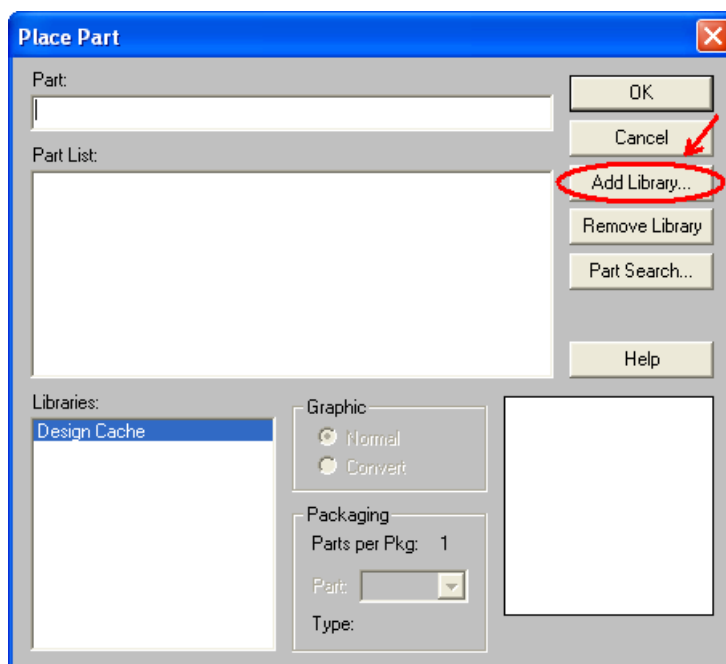 Place Part
Part:
OK
Cancel
Part List:
Add Library...
Remove Library
Part Search...
Help
Libraries:
Design Cache
Graphic
Normal
Convert
Packaging
Parts per Pkg: 1
Part:
Type: